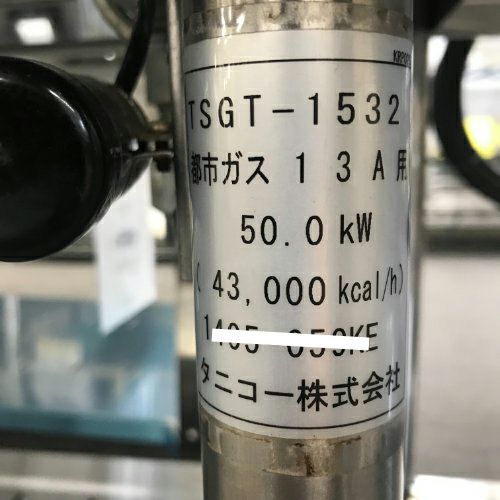 TSGT-1532
都市ガス 1 3 A 用
50.0 kW
( 43,000 kcal/h)
タニコー株式会社